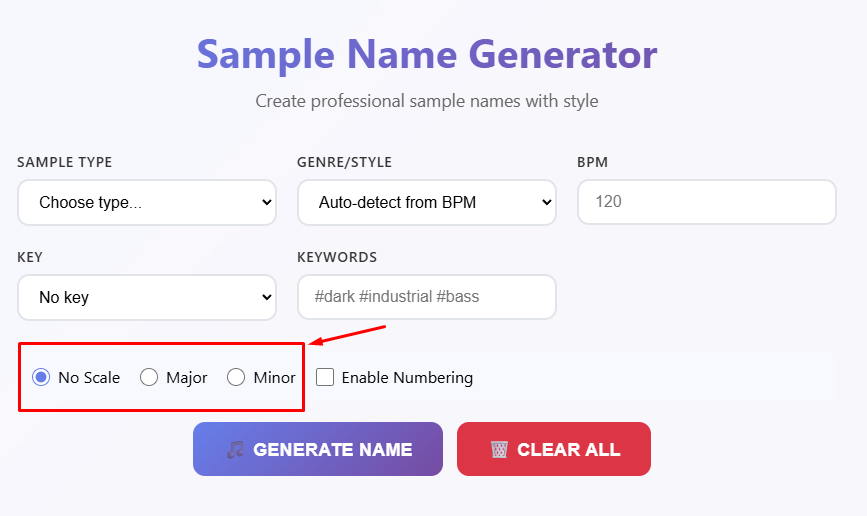 Sample Name Generator
Create professional sample names with style
SAMPLE TYPE
GENRE/STYLE
BPM
Choose type...
Auto-detect from BPM
120
KEY
KEYWORDS
No key
#dark #industrial #bass
No Scale
Major
Minor
Enable Numbering
GENERATE NAME
CLEAR ALL